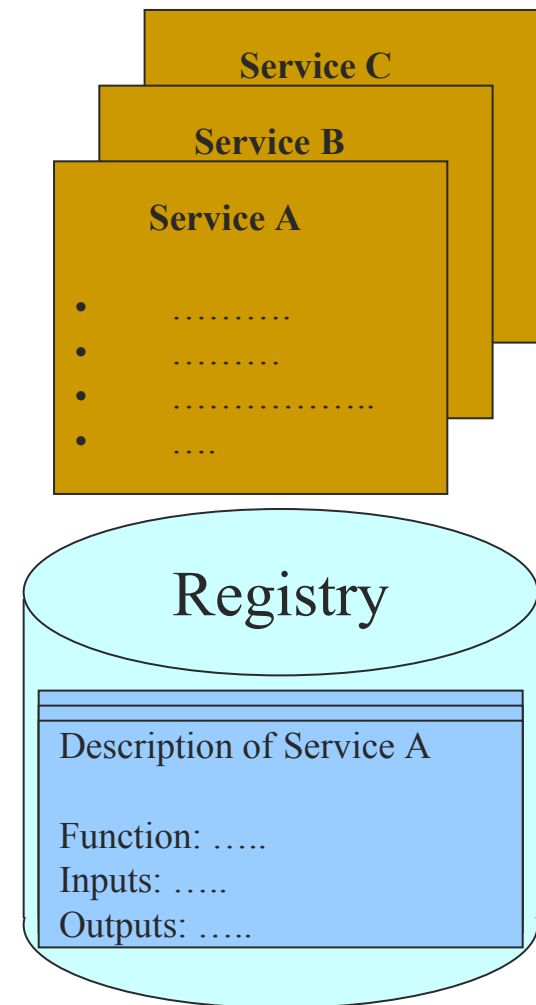 Service C
Service B
Service A
• ……….
• ………
• …………….
• ….
Registry
Description of Service A
Function: …..
Inputs: …..
Outputs: …..